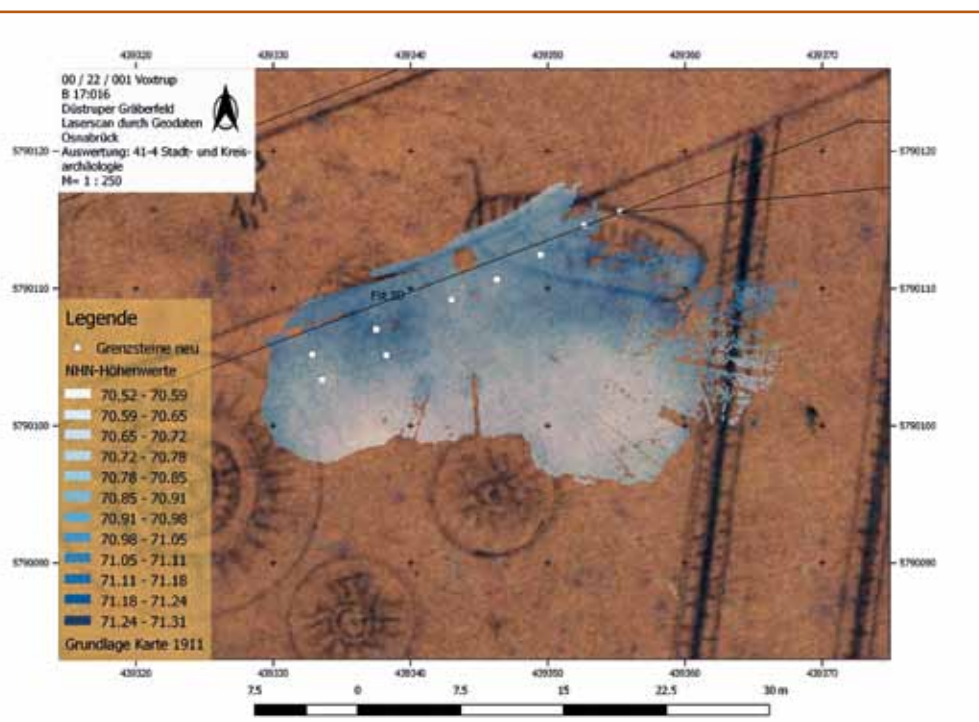 439320 439330 439340 439350 439360 439370
00 / 22 / 001 Voxtrup
B 17:016
Düstruper Gräberfeld
Laserscan durch Geodaten
Osnabrück
Auswertung: 41-4 Stadt- und Kreis-
archäologie
M= 1 : 250
5790120 5790120
5790110 5790110
Legende
Grenzsteine neu
NHN-Höhenwerte
70.52 - 70.59
70.59 - 70.65
70.65 - 70.72
70.72 - 70.78
70.78 - 70.85
70.85 - 70.91
70.91 - 70.98
70.98 - 71.05
71.05 - 71.11
71.11 - 71.18
71.18 - 71.24
71.24 - 71.31
Grundlage Karte 1911
5790100 5790100
5790090 5790090
439320 439330 439340 439350 439360 439370
7.5 0 7.5 15 22.5 30 m